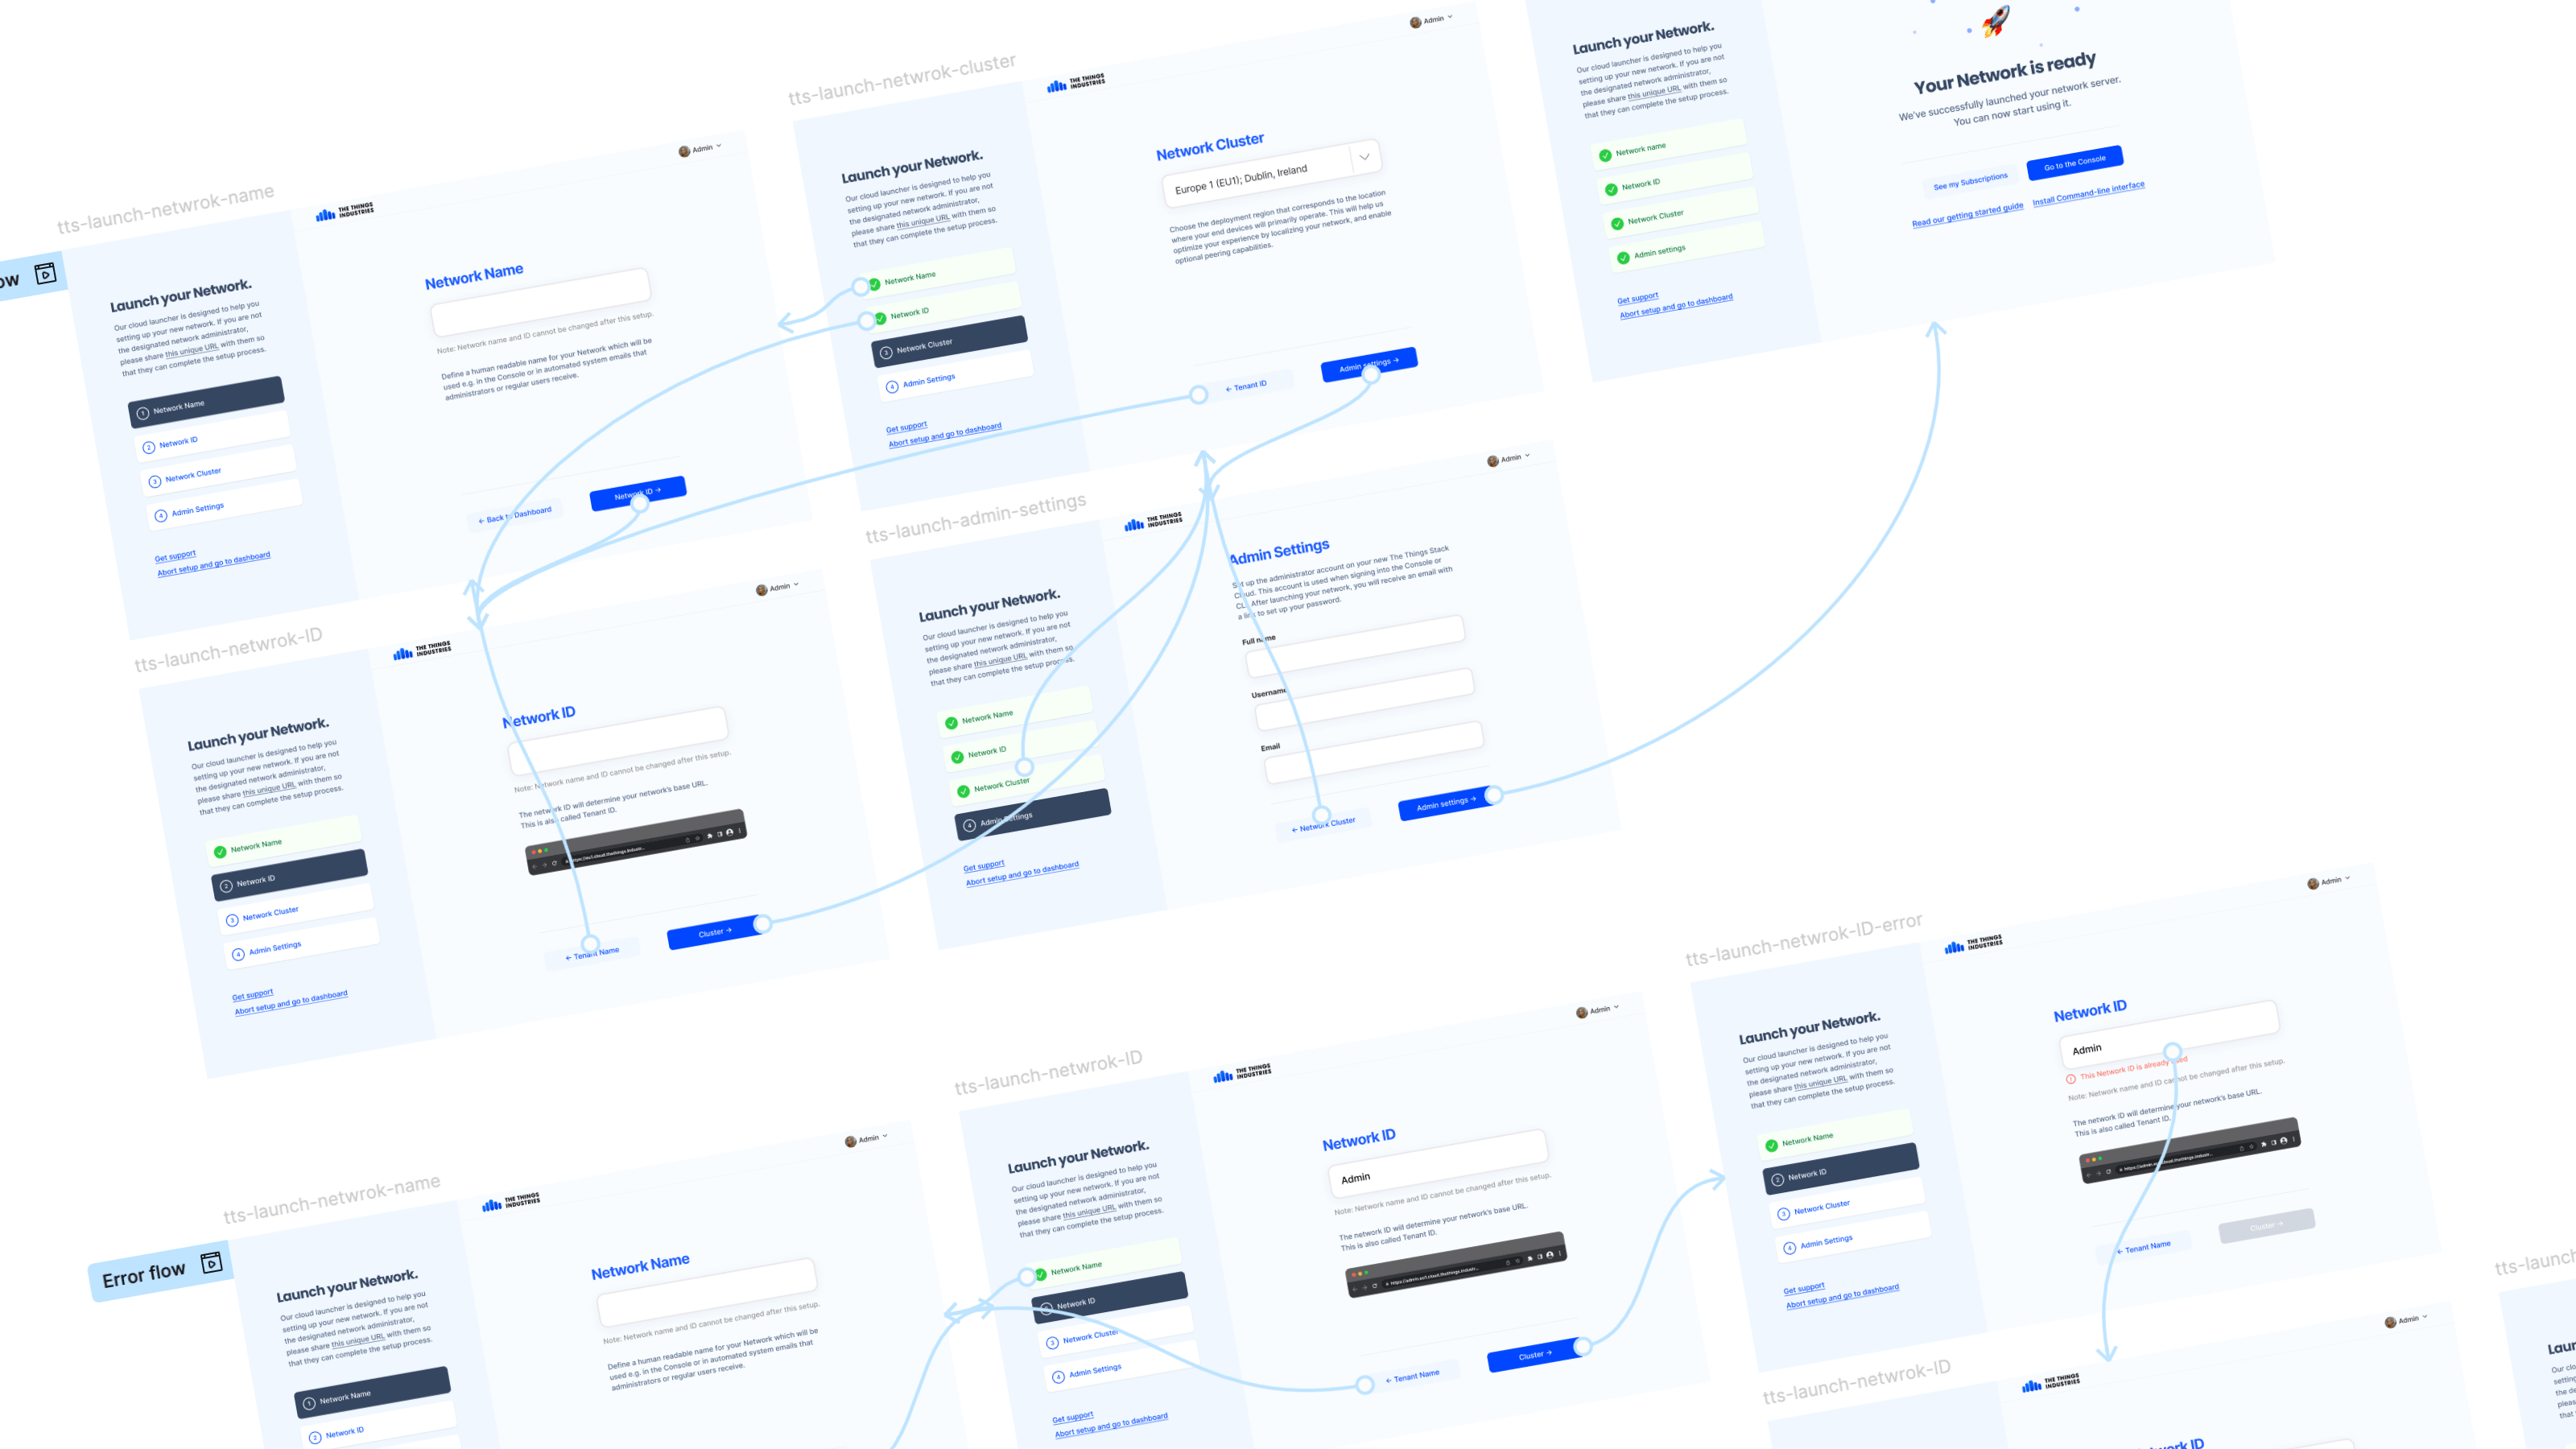 tts-launch-netwrok-name
ow
THE THINGS
INDUSTRIES
Admin
Launch your Network.
Our cloud launcher is designed to help you
setting up your new network. If you are not
the designated network administrator,
please share this unique URL with them so
that they can complete the setup process.
1 Network Name
2 Network ID
3 Network Cluster
4 Admin Settings
Get support
Abort setup and go to dashboard
Network Name
Note: Network name and ID cannot be changed after this setup.
Define a human readable name for your Network which will be
used e.g. in the Console or in automated system emails that
administrators or regular users receive.
← Back to Dashboard
Network ID →
tts-launch-netwrok-cluster
THE THINGS
INDUSTRIES
Admin
Launch your Network.
Our cloud launcher is designed to help you
setting up your new network. If you are not
the designated network administrator,
please share this unique URL with them so
that they can complete the setup process.
Network Name
Network ID
3 Network Cluster
4 Admin Settings
Get support
Abort setup and go to dashboard
Network Cluster
Europe 1 (EU1); Dublin, Ireland
Choose the deployment region that corresponds to the location
where your end devices will primarily operate. This will help us
optimize your experience by localizing your network, and enable
optional peering capabilities.
← Tenant ID
Admin settings →
Launch your Network.
Our cloud launcher is designed to help you
setting up your new network. If you are not
the designated network administrator,
please share this unique URL with them so
that they can complete the setup process.
Network name
Network ID
Network Cluster
Admin settings
Get support
Abort setup and go to dashboard
Your Network is ready
We've successfully launched your network server.
You can now start using it.
See my Subscriptions
Go to the Console
Read our getting started guide
Install Command-line interface
tts-launch-netwrok-ID
THE THINGS
INDUSTRIES
Admin
Launch your Network.
Our cloud launcher is designed to help you
setting up your new network. If you are not
the designated network administrator,
please share this unique URL with them so
that they can complete the setup process.
Network Name
2 Network ID
3 Network Cluster
4 Admin Settings
Get support
Abort setup and go to dashboard
Network ID
Note: Network name and ID cannot be changed after this setup.
The network ID will determine your network's base URL.
This is also called Tenant ID.
https://eu1.cloud.thethings.industr...
← Tenant Name
Cluster →
tts-launch-admin-settings
THE THINGS
INDUSTRIES
Admin
Launch your Network.
Our cloud launcher is designed to help you
setting up your new network. If you are not
the designated network administrator,
please share this unique URL with them so
that they can complete the setup process.
Network Name
Network ID
Network Cluster
4 Admin Settings
Get support
Abort setup and go to dashboard
Admin Settings
Set up the administrator account on your new The Things Stack
Cloud. This account is used when signing into the Console or
CLI. After launching your network, you will receive an email with
a link to set up your password.
Full name
Username
Email
← Network Cluster
Admin settings →
Error flow
tts-launch-netwrok-name
THE THINGS
INDUSTRIES
Admin
Launch your Network.
Our cloud launcher is designed to help you
setting up your new network. If you are not
the designated network administrator,
please share this unique URL with them so
that they can complete the setup process.
1 Network Name
2 Network ID
Network Name
Note: Network name and ID cannot be changed after this setup.
Define a human readable name for your Network which will be
used e.g. in the Console or in automated system emails that
administrators or regular users receive.
tts-launch-netwrok-ID
THE THINGS
INDUSTRIES
Admin
Launch your Network.
Our cloud launcher is designed to help you
setting up your new network. If you are not
the designated network administrator,
please share this unique URL with them so
that they can complete the setup process.
Network Name
Network ID
3 Network Cluster
4 Admin Settings
Get support
Abort setup and go to dashboard
Network ID
Admin
Note: Network name and ID cannot be changed after this setup.
The network ID will determine your network's base URL.
This is also called Tenant ID.
https://admin.eu1.cloud.thethings.industr...
← Tenant Name
Cluster →
tts-launch-netwrok-ID-error
THE THINGS
INDUSTRIES
Admin
Launch your Network.
Our cloud launcher is designed to help you
setting up your new network. If you are not
the designated network administrator,
please share this unique URL with them so
that they can complete the setup process.
Network Name
2 Network ID
3 Network Cluster
4 Admin Settings
Get support
Abort setup and go to dashboard
Network ID
Admin
This Network ID is already used
Note: Network name and ID cannot be changed after this setup.
The network ID will determine your network's base URL.
This is also called Tenant ID.
https://admin.eu1.cloud.thethings.industr...
← Tenant Name
Cluster →
tts-launch-netwrok-ID
THE THINGS
INDUSTRIES
Admin
tts-launch-net